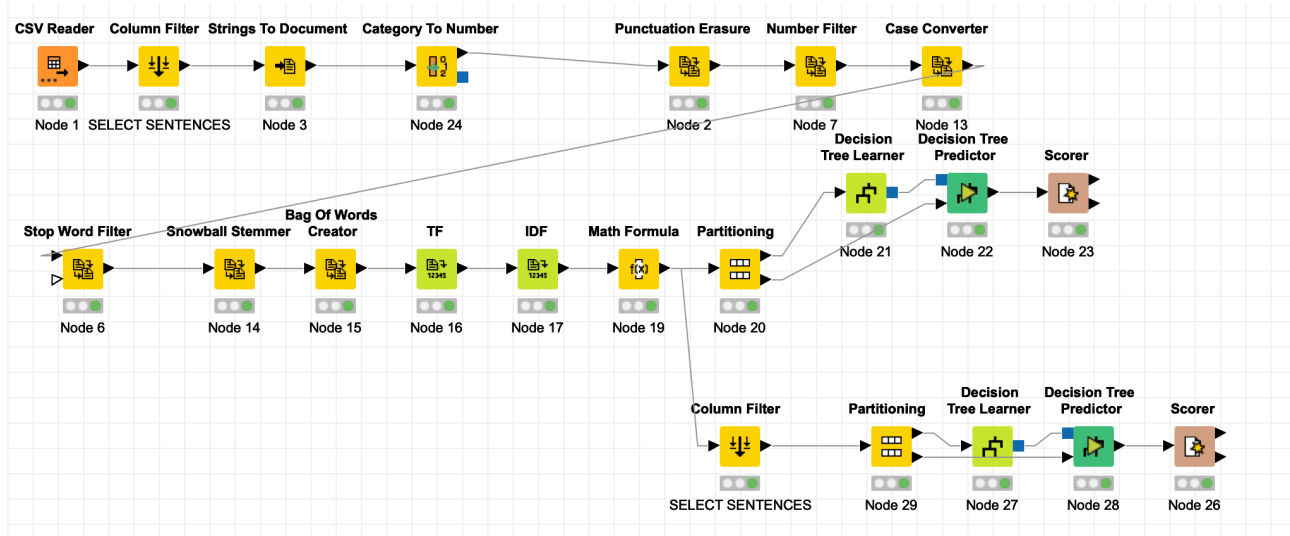 CSV Reader Column Filter Strings To Document Category To Number Punctuation Erasure Number Filter Case Converter
Node 1 SELECT SENTENCES Node 3 Node 24 Node 2 Node 7 Node 13
Decision Decision Tree
Tree Learner Predictor Scorer
Node 21 Node 22 Node 23
Bag Of Words
Stop Word Filter Snowball Stemmer Creator TF IDF Math Formula Partitioning
f(x)
Node 6 Node 14 Node 15 Node 16 Node 17 Node 19 Node 20
Decision Decision Tree
Column Filter Partitioning Tree Learner Predictor Scorer
SELECT SENTENCES Node 29 Node 27 Node 28 Node 26